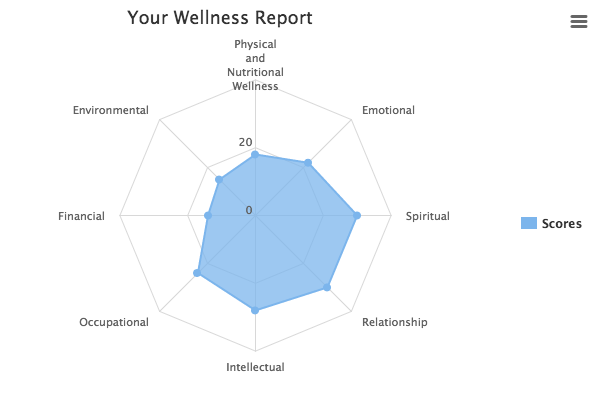 Your Wellness Report
Physical
and
Nutritional
Wellness
Environmental
Emotional
20
Financial
0
Spiritual
Scores
Occupational
Relationship
Intellectual